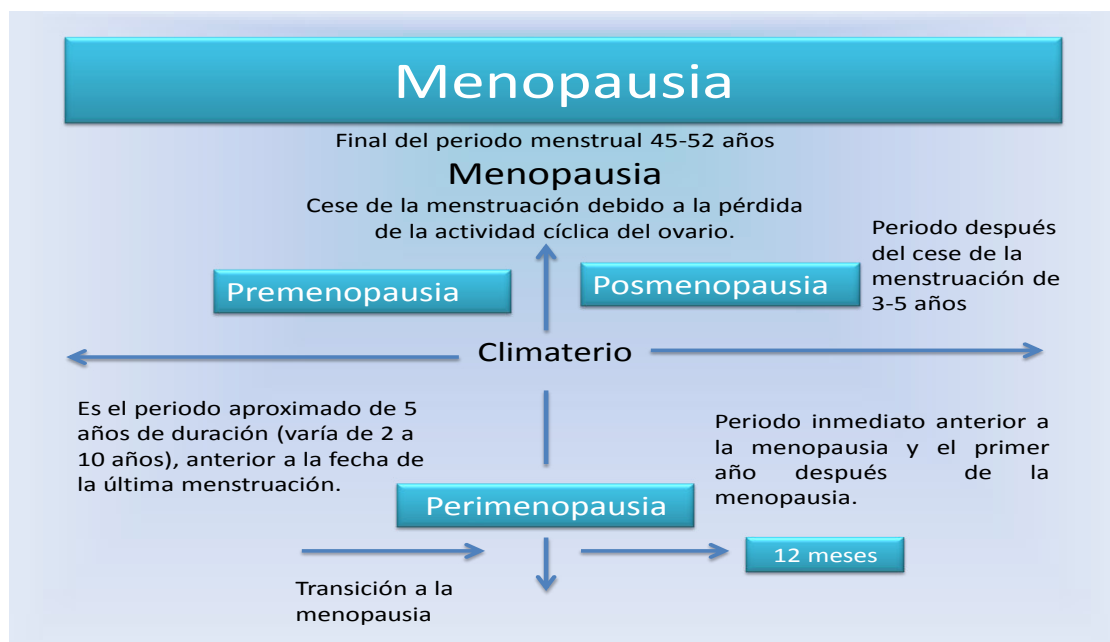 Menopausia
Final del periodo menstrual 45-52 años
Menopausia
Cese de la menstruación debido a la pérdida
de la actividad cíclica del ovario.
Periodo después
del cese de la
menstruación de
3-5 años
Premenopausia
Posmenopausia
Climaterio
Es el periodo aproximado de 5
años de duración (varía de 2 a
10 años), anterior a la fecha de
la última menstruación.
Periodo inmediato anterior a
la menopausia y el primer
año después de la
menopausia.
Perimenopausia
12 meses
Transición a la
menopausia